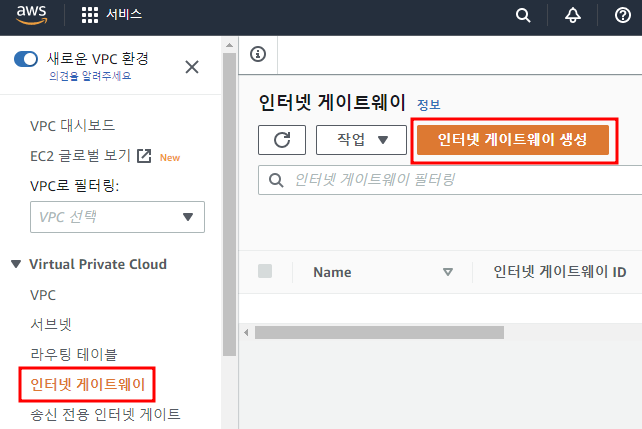 aws 서비스
새로운 VPC 환경
의견을 알려주세요
VPC 대시보드
EC2 글로벌 보기 New
VPC로 필터링:
VPC 선택
Virtual Private Cloud
VPC
서브넷
라우팅 테이블
인터넷 게이트웨이
송신 전용 인터넷 게이트
인터넷 게이트웨이 정보
작업 인터넷 게이트웨이 생성
인터넷 게이트웨이 필터링
Name 인터넷 게이트웨이 ID